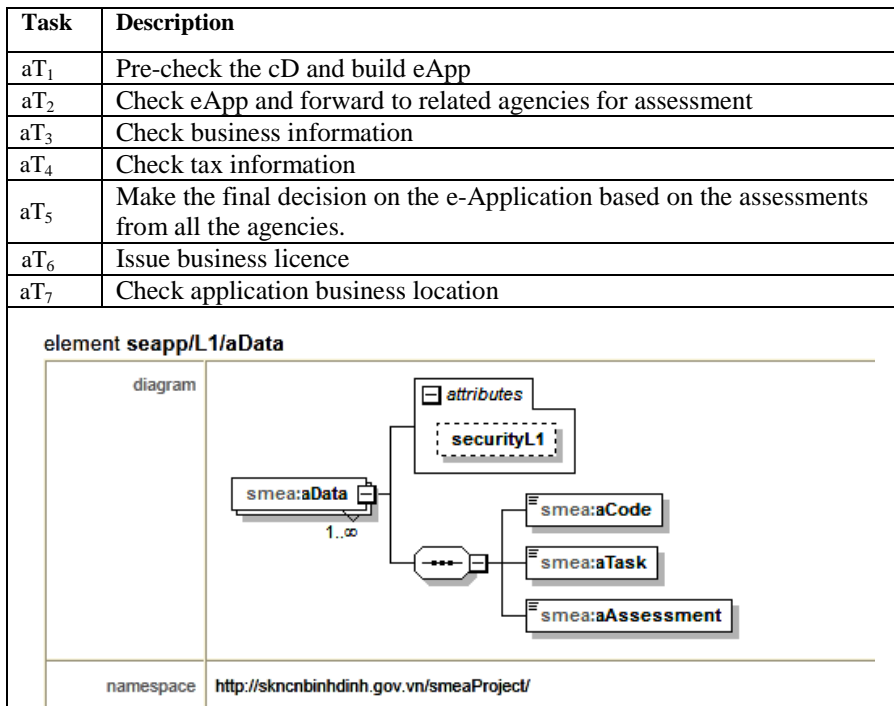 Task Description
aT₁ Pre-check the cD and build eApp
aT₂ Check eApp and forward to related agencies for assessment
aT₃ Check business information
aT₄ Check tax information
aT₅ Make the final decision on the e-Application based on the assessments
from all the agencies.
aT₆ Issue business licence
aT₇ Check application business location
element seapp/L1/aData
diagram
attributes
securityL1
smea:aData
1..∞
smea:aCode
smea:aTask
smea:aAssessment
namespace http://skncnbinhdinh.gov.vn/smeaProject/